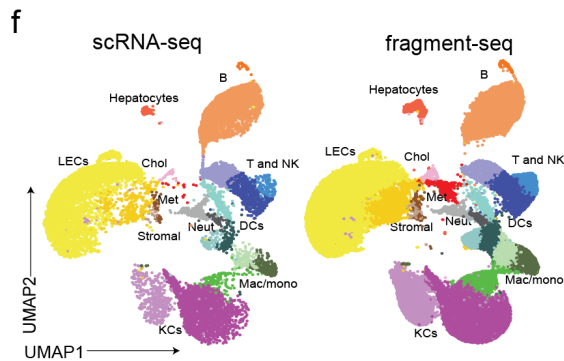 f
scRNA-seq
B
Hepatocytes
LECs
Chol
T and NK
Met
Neut
DCs
Stromal
Mac/mono
KCs
UMAP2
UMAP1
fragment-seq
B
Hepatocytes
LECs
Chol
T and NK
Met
Neut
DCs
Stromal
Mac/mono
KCs